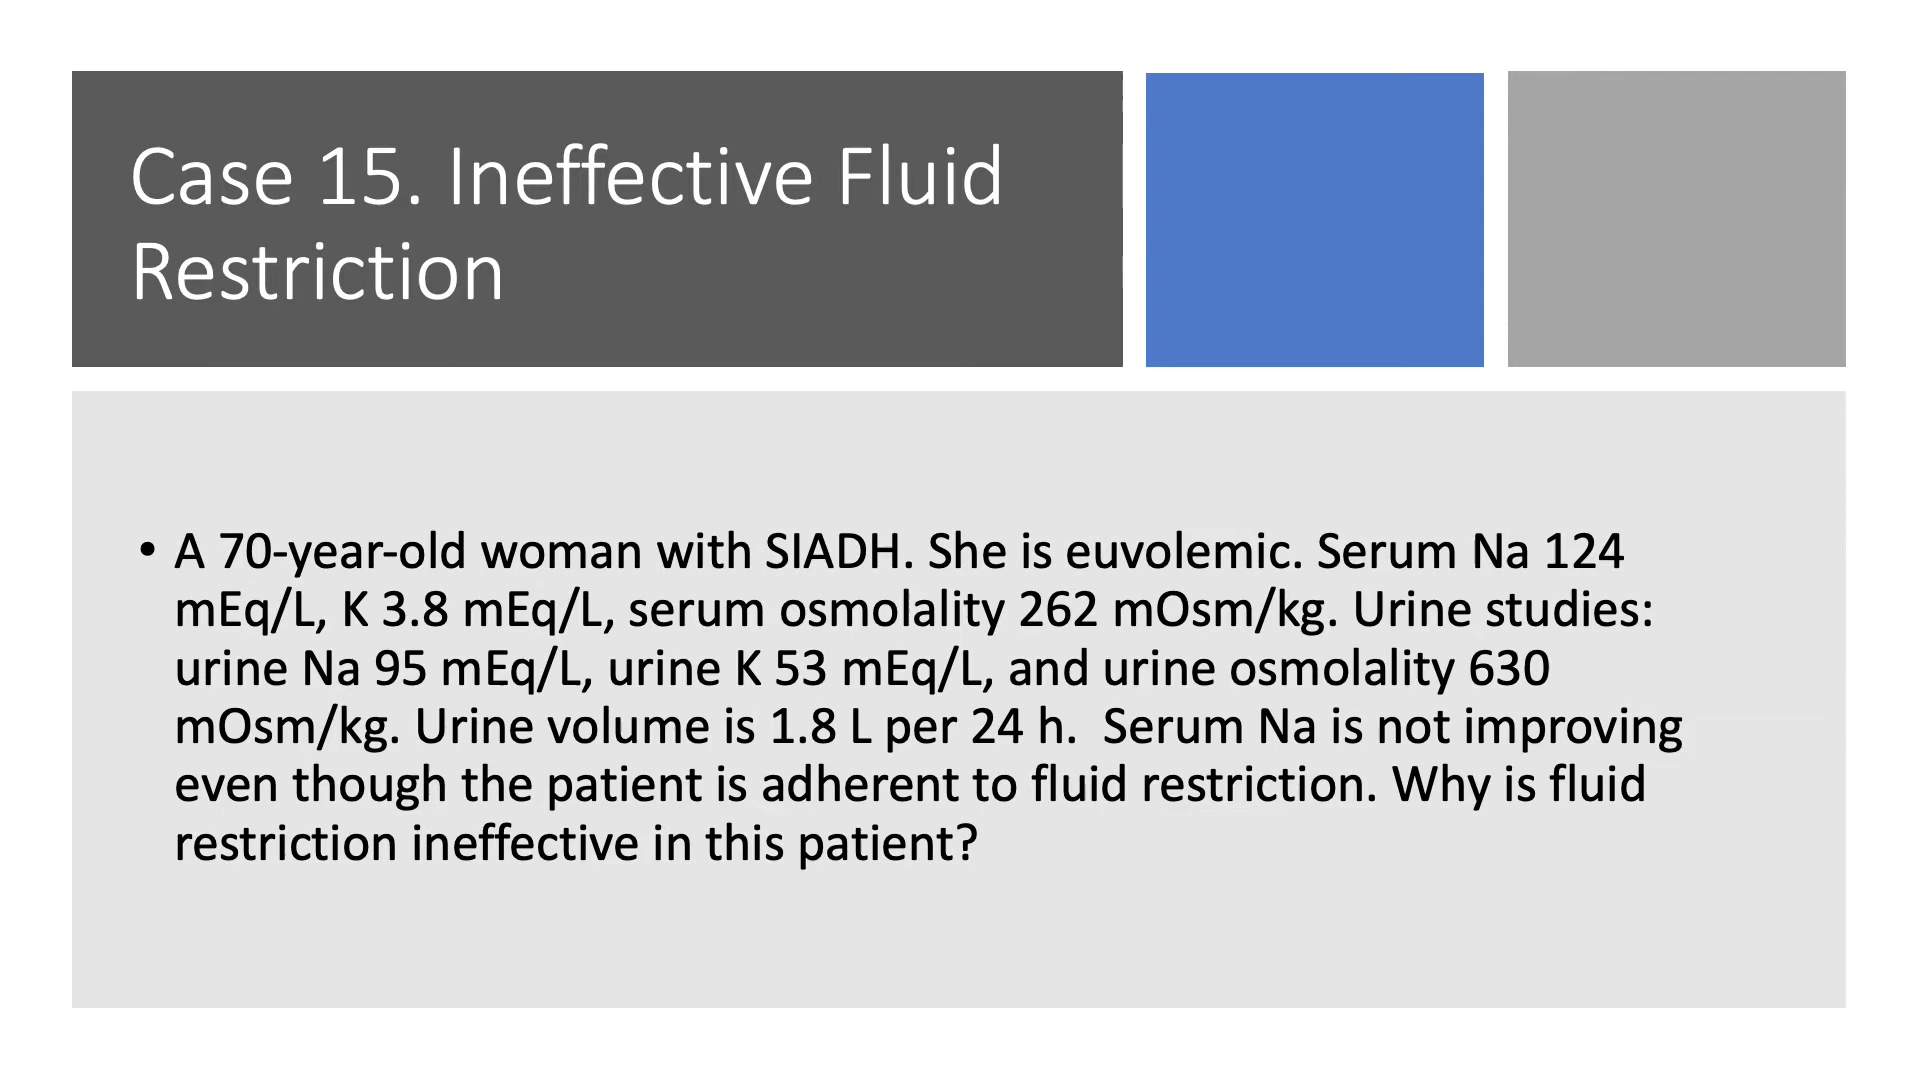 Case 15. Ineffective Fluid
Restriction
• A 70-year-old woman with SIADH. She is euvolemic. Serum Na 124
mEq/L, K 3.8 mEq/L, serum osmolality 262 mOsm/kg. Urine studies:
urine Na 95 mEq/L, urine K 53 mEq/L, and urine osmolality 630
mOsm/kg. Urine volume is 1.8 L per 24 h.  Serum Na is not improving
even though the patient is adherent to fluid restriction. Why is fluid
restriction ineffective in this patient?